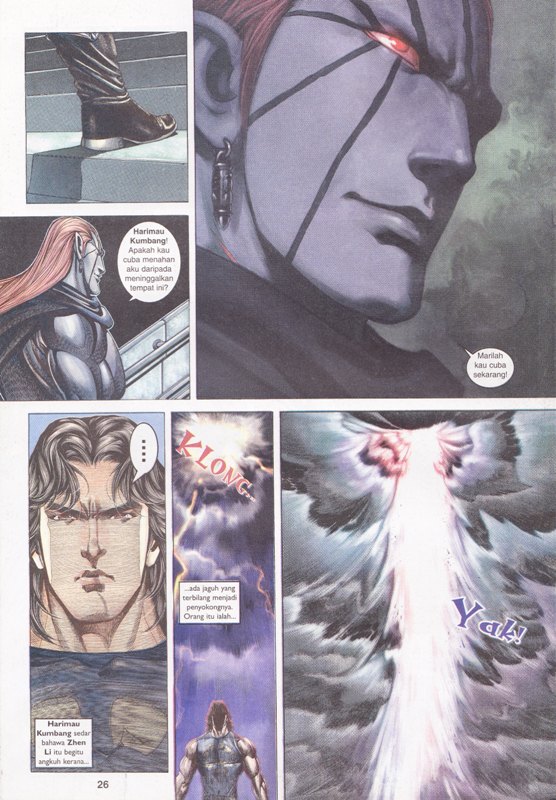 Harimau
Kumbang!
Apakah kau
cuba menahan
aku daripada
meninggalkan
tempat ini?
Marilah
kau cuba
sekarang!
....
KLONG...
...ada jaguh yang
terbilang menjadi
penyokongnya.
Orang itu ialah...
Yak!
Harimau
Kumbang sedar
bahawa Zhen
Li itu begitu
angkuh kerana...
26